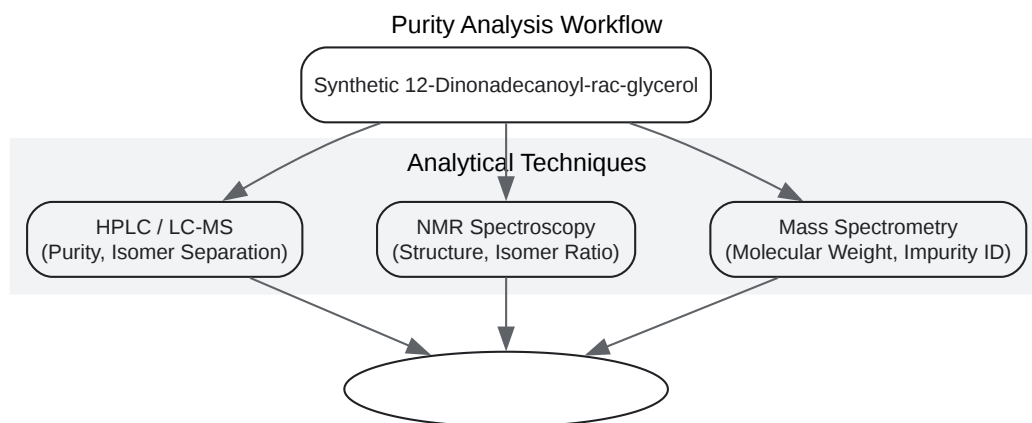 Purity Analysis Workflow
Synthetic 12-Dinonadecanoyl-rac-glycerol
Analytical Techniques
HPLC / LC-MS
(Purity, Isomer Separation)
NMR Spectroscopy
(Structure, Isomer Ratio)
Mass Spectrometry
(Molecular Weight, Impurity ID)